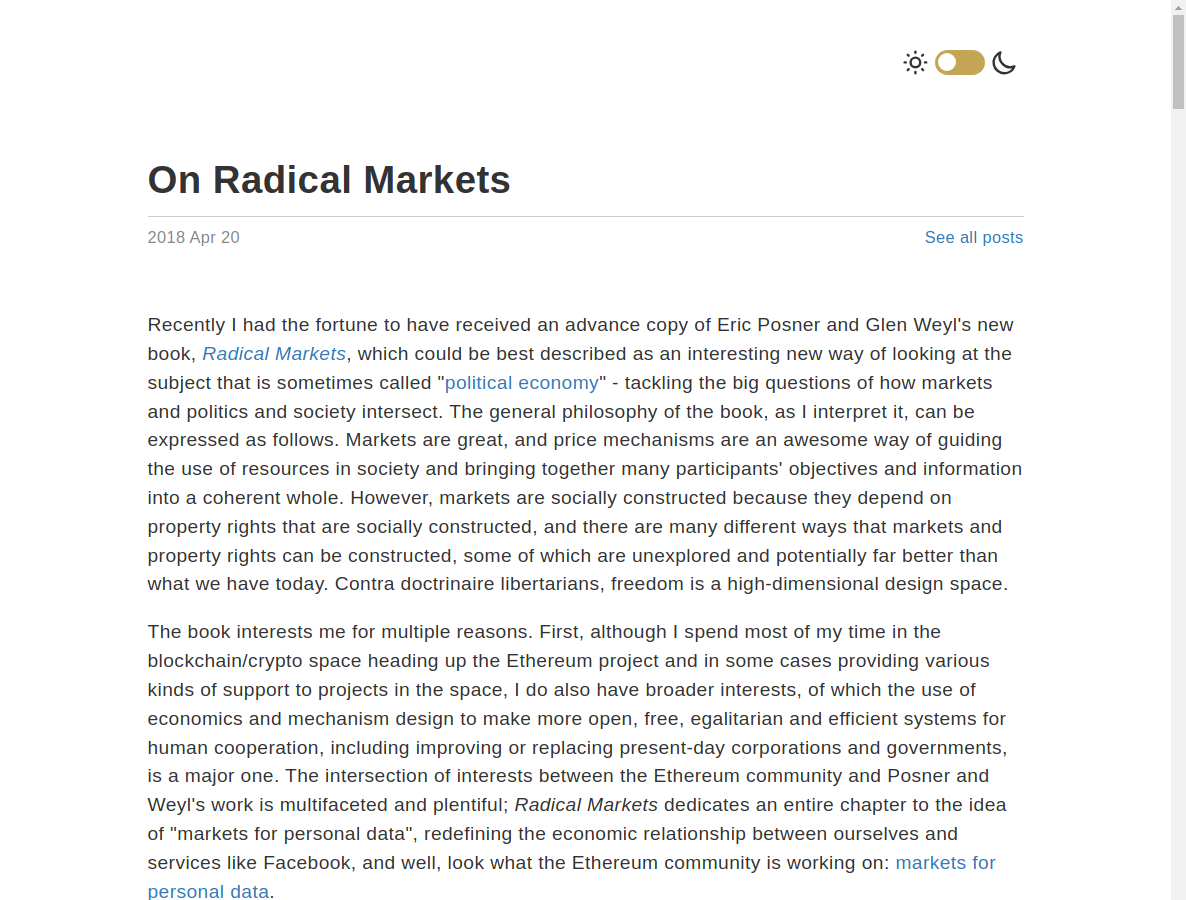 On Radical Markets
2018 Apr 20
See all posts
Recently I had the fortune to have received an advance copy of Eric Posner and Glen Weyl's new
book, Radical Markets, which could be best described as an interesting new way of looking at the
subject that is sometimes called "political economy" - tackling the big questions of how markets
and politics and society intersect. The general philosophy of the book, as I interpret it, can be
expressed as follows. Markets are great, and price mechanisms are an awesome way of guiding
the use of resources in society and bringing together many participants' objectives and information
into a coherent whole. However, markets are socially constructed because they depend on
property rights that are socially constructed, and there are many different ways that markets and
property rights can be constructed, some of which are unexplored and potentially far better than
what we have today. Contra doctrinaire libertarians, freedom is a high-dimensional design space.
The book interests me for multiple reasons. First, although I spend most of my time in the
blockchain/crypto space heading up the Ethereum project and in some cases providing various
kinds of support to projects in the space, I do also have broader interests, of which the use of
economics and mechanism design to make more open, free, egalitarian and efficient systems for
human cooperation, including improving or replacing present-day corporations and governments,
is a major one. The intersection of interests between the Ethereum community and Posner and
Weyl's work is multifaceted and plentiful; Radical Markets dedicates an entire chapter to the idea
of "markets for personal data", redefining the economic relationship between ourselves and
services like Facebook, and well, look what the Ethereum community is working on: markets for
personal data.